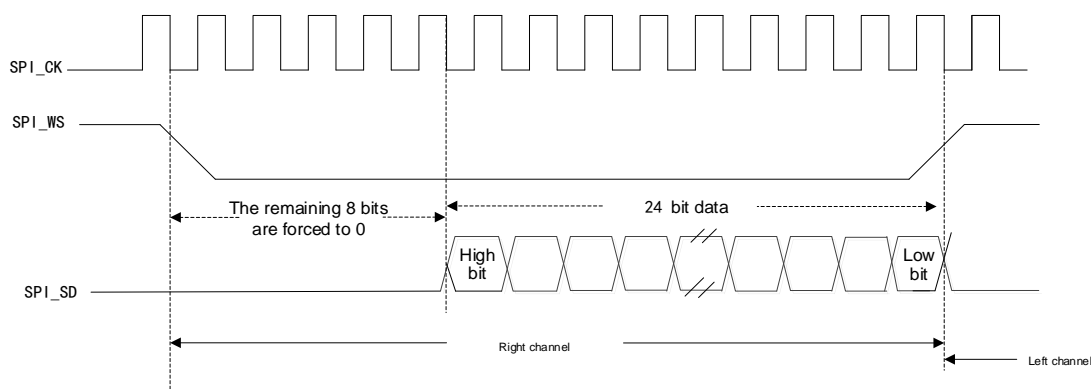 SPI_CK
SPI_WS
The remaining 8 bits
are forced to 0
24 bit data
High
bit
Low
bit
SPI_SD
Right channel
Left channel